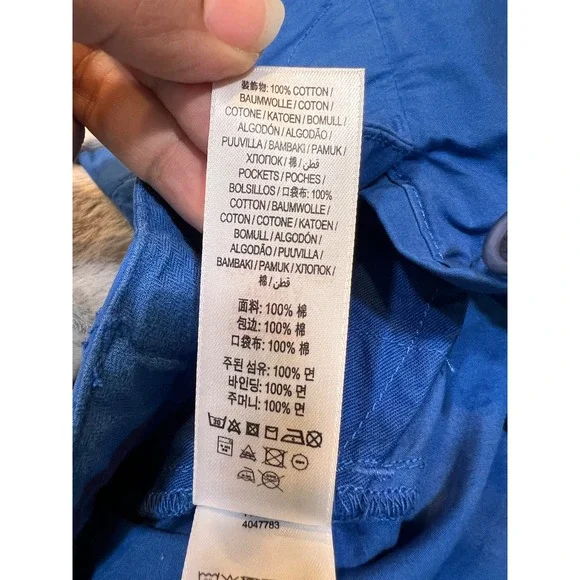 裝飾物: 100% COTTON /
BAUMWOLLE / COTON /
COTONE / KATOEN / BOMULL /
ALGODÓN / ALGODÃO /
PUUVILLA / BAMBAKI / PAMUK /
ХЛОПОК / 棉 / قطن /
POCKETS / POCHES /
BOLSILLOS / 口袋布: 100%
COTTON / BAUMWOLLE /
COTON / COTONE / KATOEN /
BOMULL / ALGODÓN /
ALGODÃO / PUUVILLA /
BAMBAKI / PAMUK / ХЛОПОК /
棉 / قطن /
面料: 100% 棉
包边: 100% 棉
口袋布: 100% 棉
주된 섬유: 100% 면
바인딩: 100% 면
주머니: 100% 면
4047783